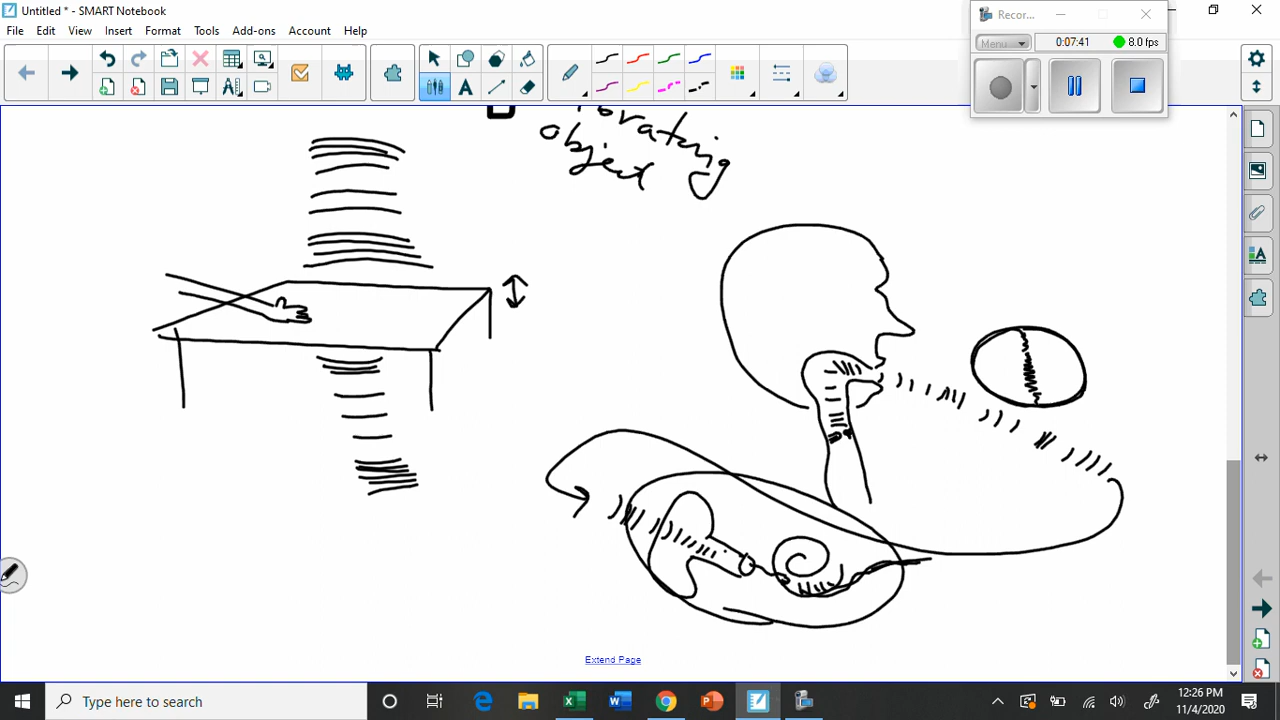 Untitled * - SMART Notebook
Recor...
File Edit View Insert Format Tools Add-ons Account Help
Menu
0:07:41
8.0 fps
object
Extend Page
Type here to search
12:26 PM
11/4/2020